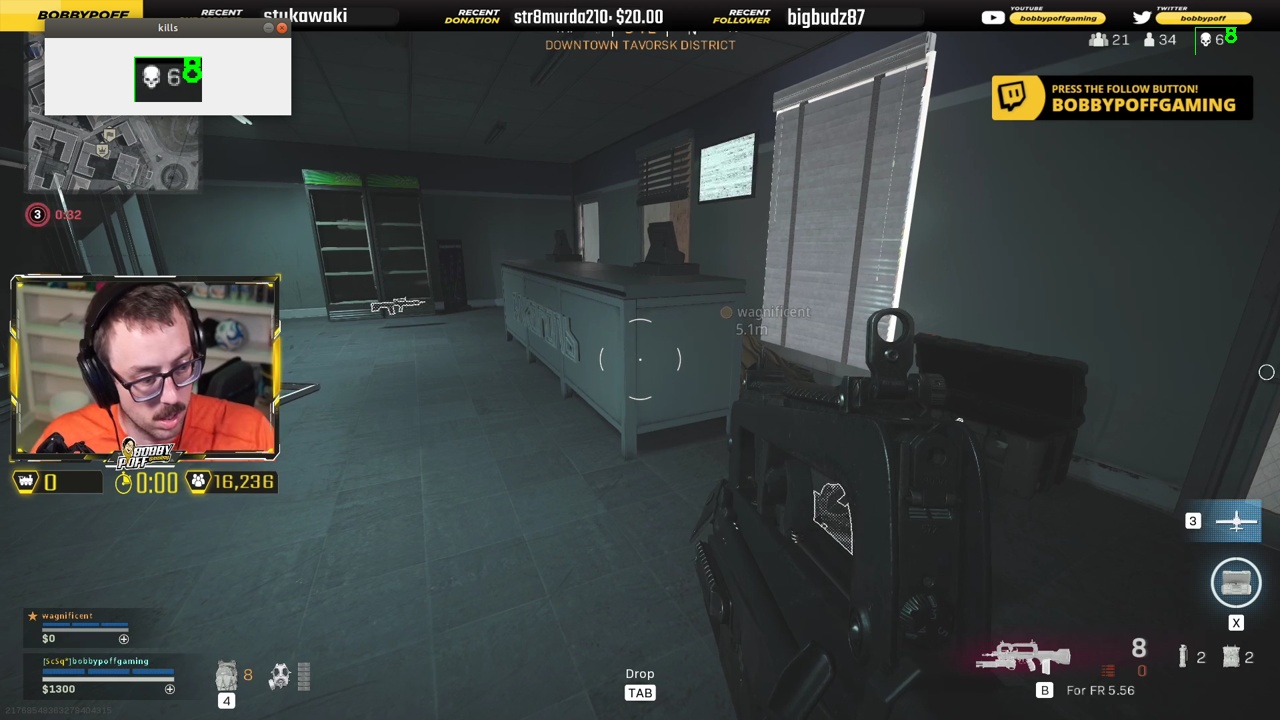 BOBBYPOFF
RECENT
stukawaki
RECENT DONATION
str8murda210: $20.00
RECENT FOLLOWER
bigbudz87
YOUTUBE
bobbypoffgaming
TWITTER
bobbypoff
kills
6 8
DOWNTOWN TAVORSK DISTRICT
21 34 6 8
PRESS THE FOLLOW BUTTON!
BOBBYPOFFGAMING
3 0:32
wagnificent
5.1m
BOBBY
POFF
0 0:00 16,236
3
X
wagnificent
$0
[ScSq*]bobbypoffgaming
$1300
8
4
Drop
TAB
8
0
2 2
B For FR 5.56